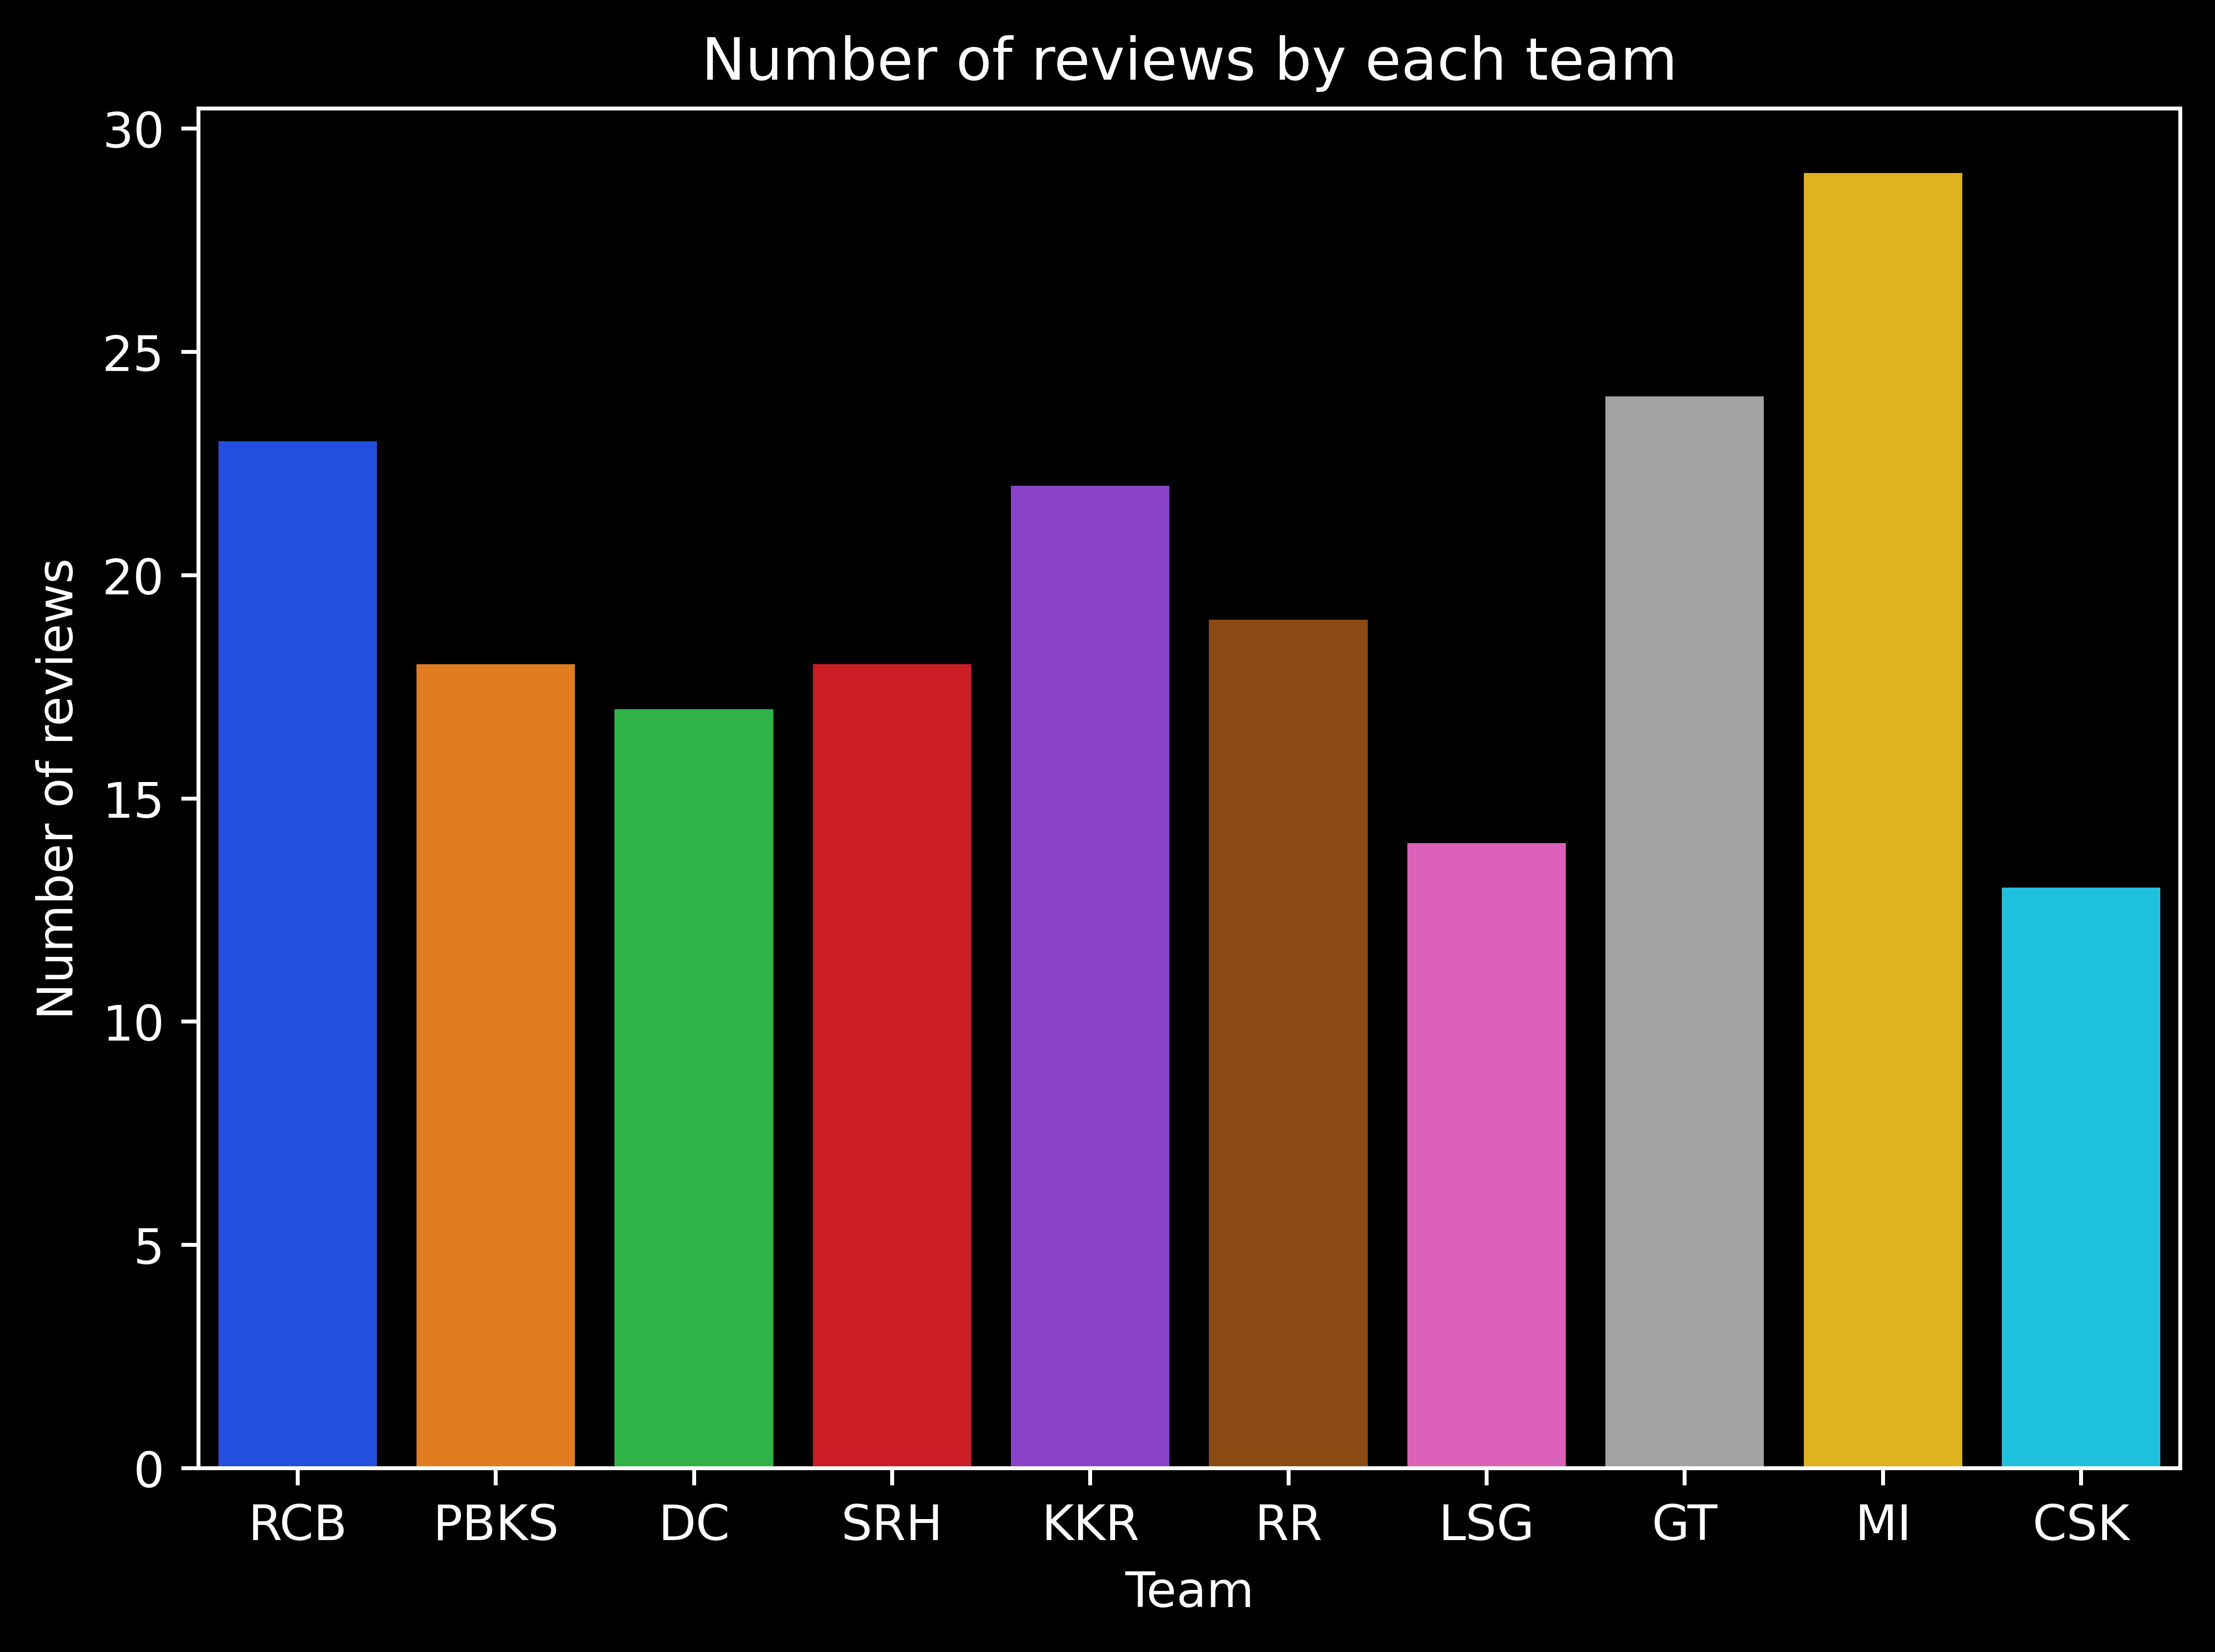 Number of reviews by each team
30
25
20
15
10
5
0
Number of reviews
RCB PBKS DC SRH KKR RR LSG GT MI CSK
Team